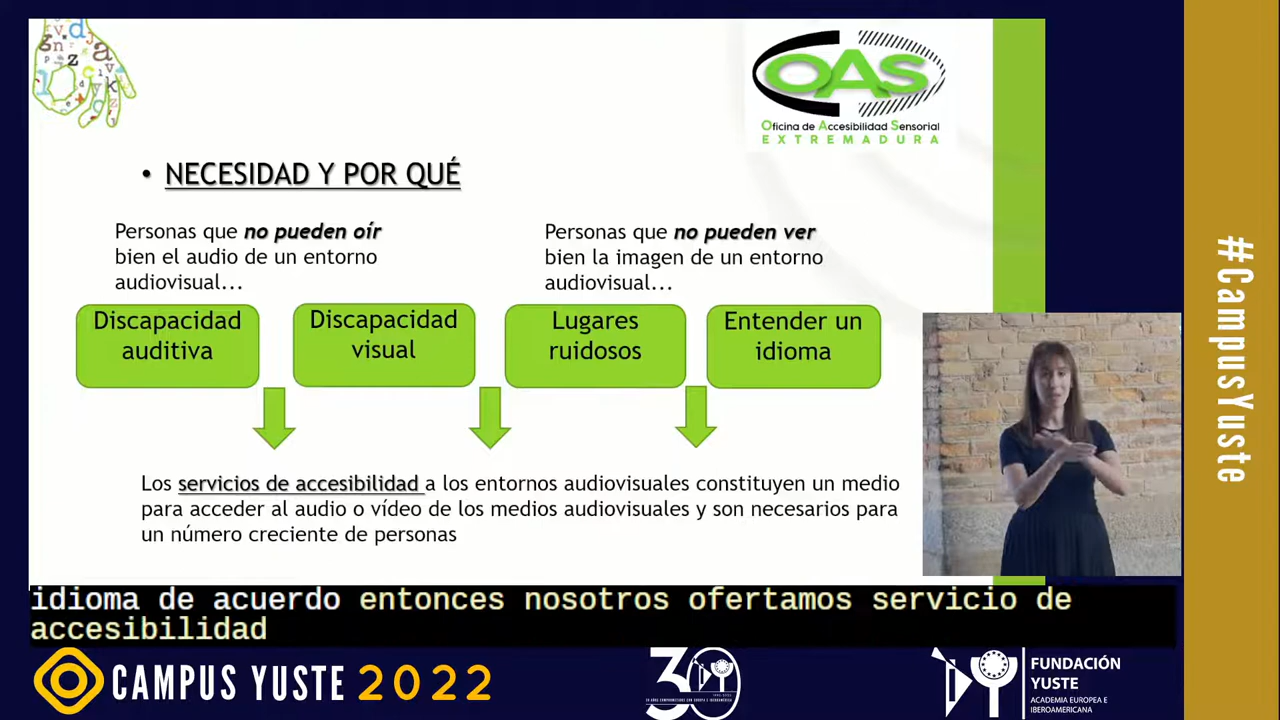 OAS
Oficina de Accesibilidad Sensorial
EXTREMADURA
• NECESIDAD Y POR QUÉ
Personas que no pueden oír
bien el audio de un entorno
audiovisual...
Personas que no pueden ver
bien la imagen de un entorno
audiovisual...
Discapacidad
auditiva
Discapacidad
visual
Lugares
ruidosos
Entender un
idioma
Los servicios de accesibilidad a los entornos audiovisuales constituyen un medio
para acceder al audio o vídeo de los medios audiovisuales y son necesarios para
un número creciente de personas
#CampusYuste
idioma de acuerdo entonces nosotros ofertamos servicio de
accesibilidad
CAMPUS YUSTE 2022
30
FUNDACIÓN
YUSTE
ACADEMIA EUROPEA E
IBEROAMERICANA